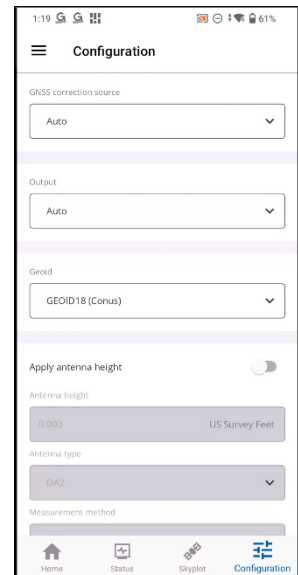 1:19 G G 61%
Configuration
GNSS correction source
Auto
Output
Auto
Geoid
GEOID18 (Conus)
Apply antenna height
Antenna height
0.000 US Survey Feet
Antenna type
DA2
Measurement method
Home Status Skyplot Configuration